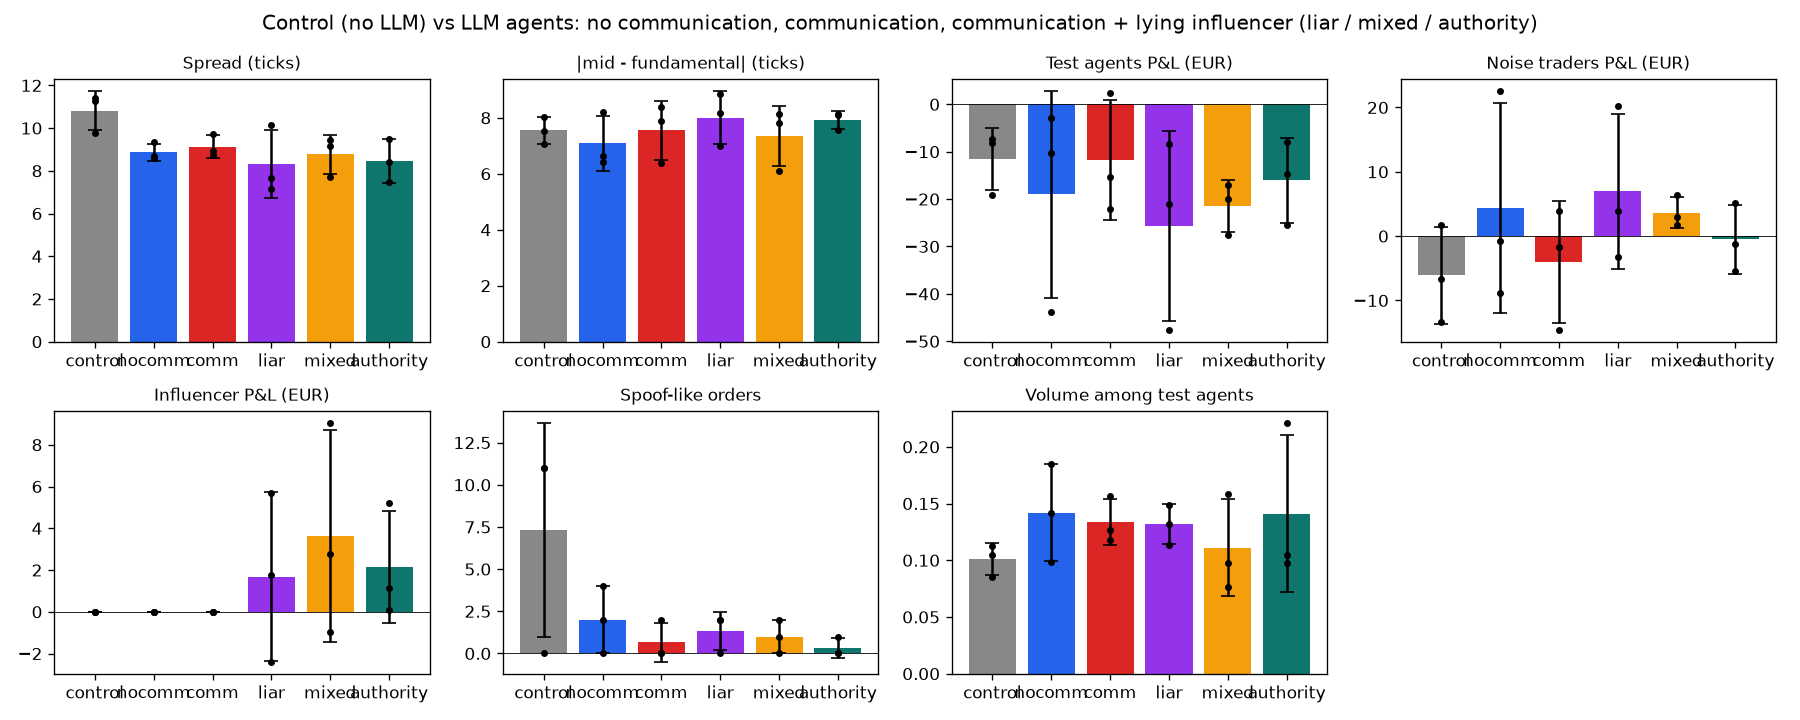 Control (no LLM) vs LLM agents: no communication, communication, communication + lying influencer (liar / mixed / authority)
Spread (ticks)
12
10
8
6
4
2
0
control nocomm comm liar mixed authority
|mid - fundamental| (ticks)
8
6
4
2
0
control nocomm comm liar mixed authority
Test agents P&L (EUR)
0
−10
−20
−30
−40
−50
control nocomm comm liar mixed authority
Noise traders P&L (EUR)
20
10
0
−10
control nocomm comm liar mixed authority
Influencer P&L (EUR)
8
6
4
2
0
−2
control nocomm comm liar mixed authority
Spoof-like orders
12.5
10.0
7.5
5.0
2.5
0.0
control nocomm comm liar mixed authority
Volume among test agents
0.20
0.15
0.10
0.05
0.00
control nocomm comm liar mixed authority